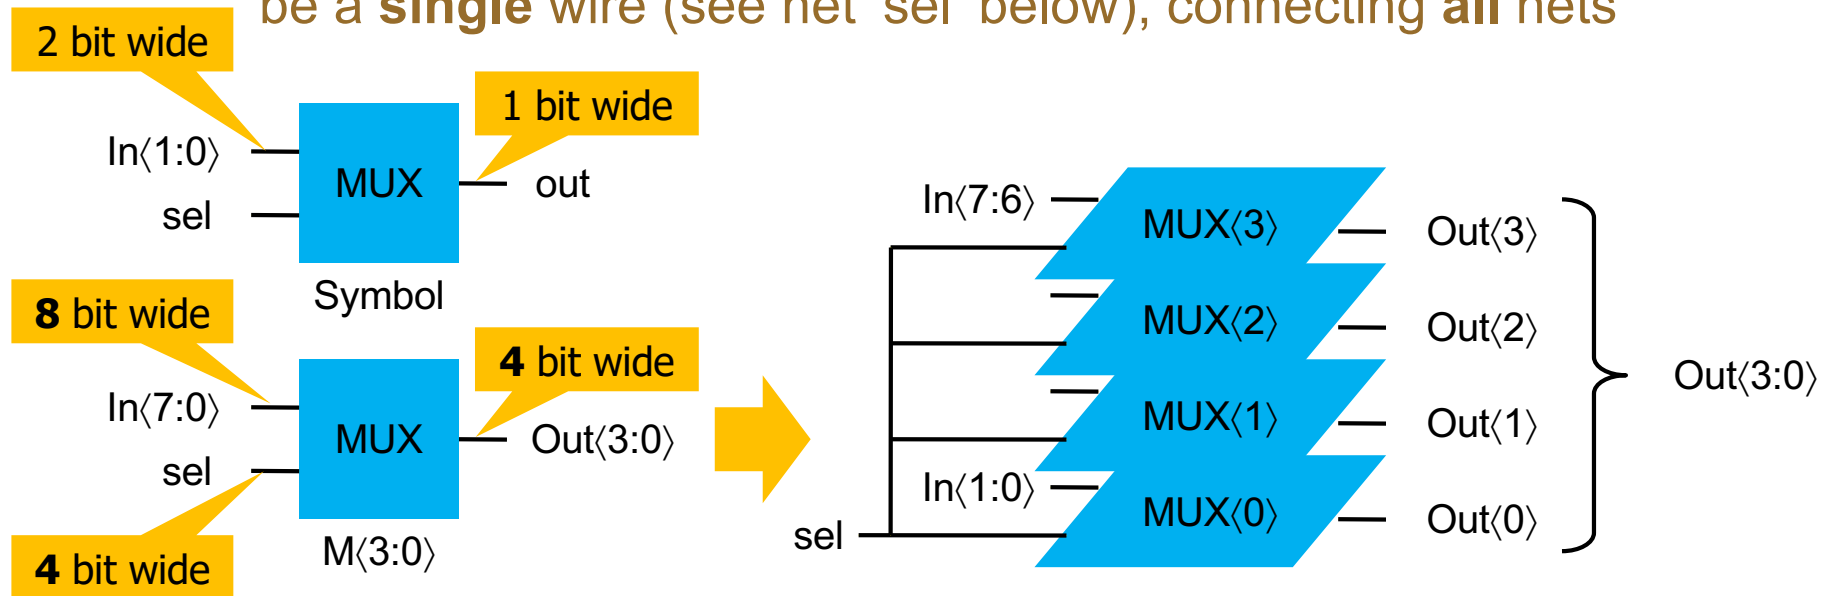 be a single wire (see net 'sel' below), connecting all nets
2 bit wide
1 bit wide
In⟨1:0⟩
sel
MUX
out
Symbol
8 bit wide
4 bit wide
In⟨7:0⟩
sel
MUX
Out⟨3:0⟩
M⟨3:0⟩
4 bit wide
In⟨7:6⟩
MUX⟨3⟩
Out⟨3⟩
MUX⟨2⟩
Out⟨2⟩
MUX⟨1⟩
Out⟨1⟩
In⟨1:0⟩
MUX⟨0⟩
Out⟨0⟩
sel
Out⟨3:0⟩